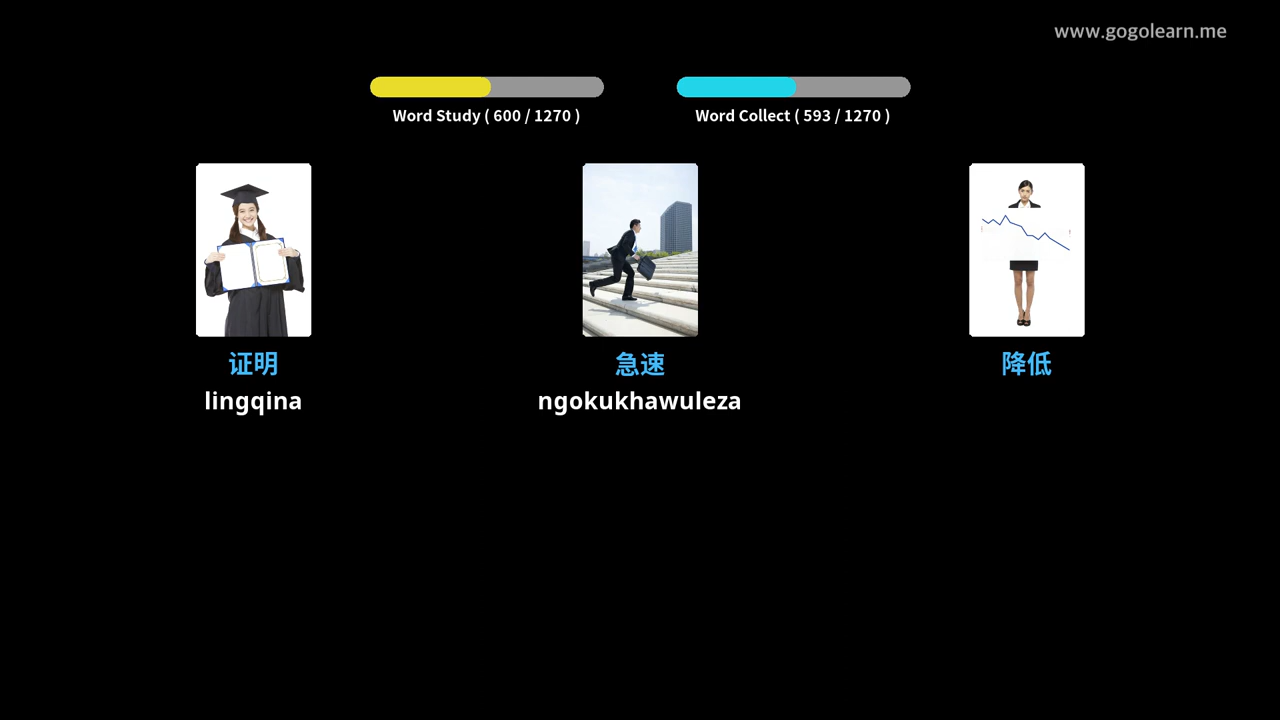 www.gogolearn.me
Word Study ( 600 / 1270 )
Word Collect ( 593 / 1270 )
证明
急速
降低
lingqina
ngokukhawuleza